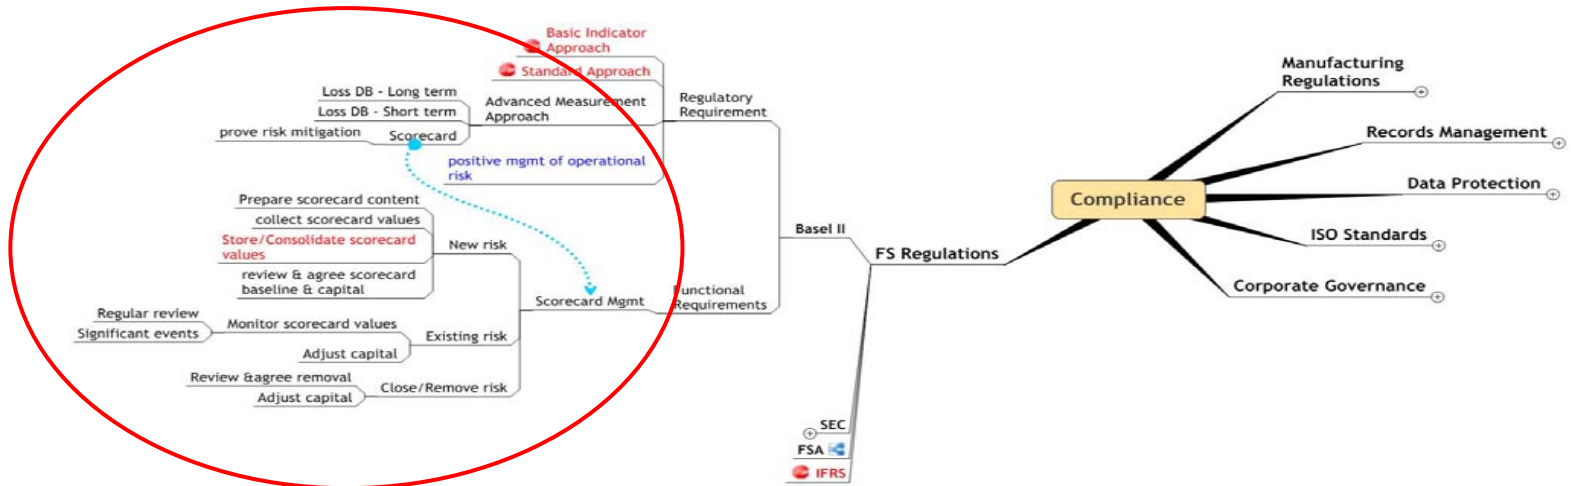 Basic Indicator
Approach
Standard Approach
Loss DB - Long term
Loss DB - Short term
prove risk mitigation
Scorecard
Advanced Measurement
Approach
positive mgmt of operational
risk
Regulatory
Requirement
Prepare scorecard content
collect scorecard values
Store/Consolidate scorecard
values
review & agree scorecard
baseline & capital
New risk
Regular review
Significant events
Monitor scorecard values
Adjust capital
Existing risk
Review &agree removal
Adjust capital
Close/Remove risk
Scorecard Mgmt
Functional
Requirements
Basel II
SEC
FSA
IFRS
FS Regulations
Compliance
Manufacturing
Regulations
Records Management
Data Protection
ISO Standards
Corporate Governance